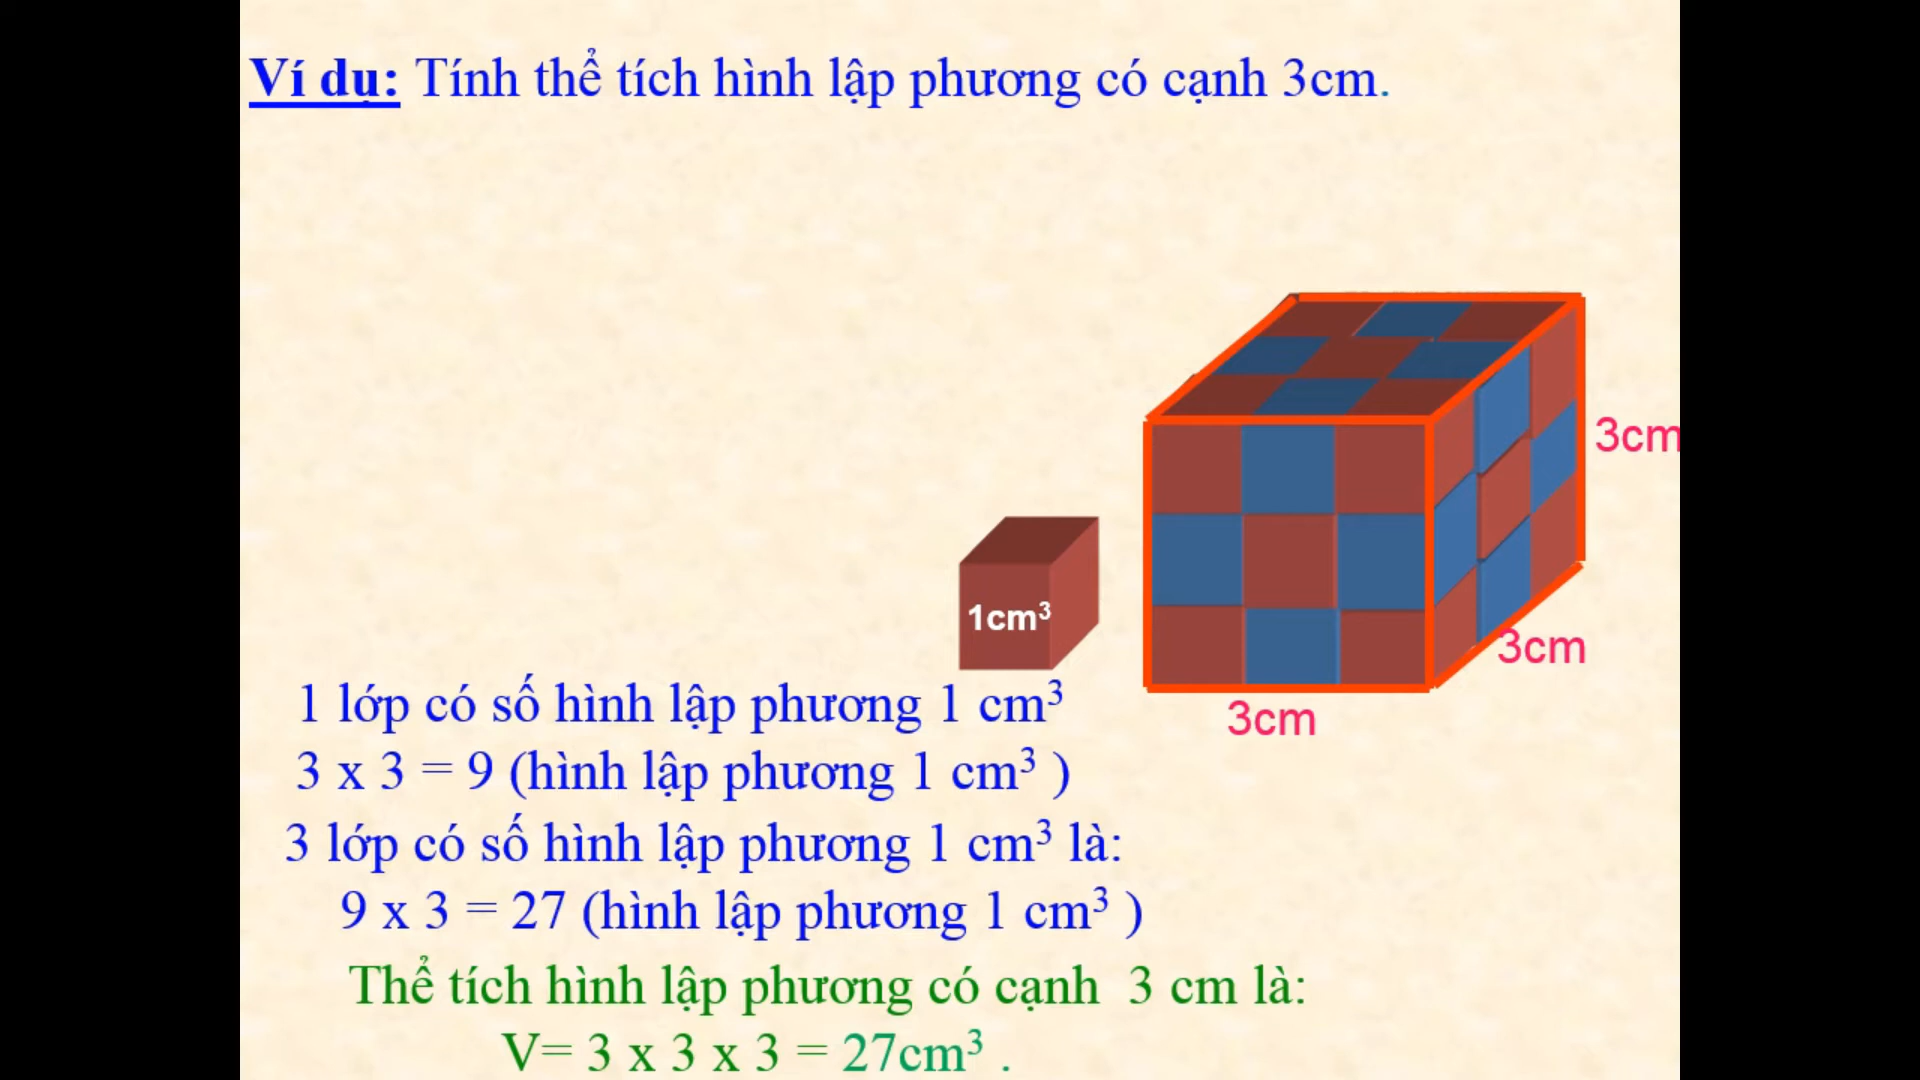 Ví dụ: Tính thể tích hình lập phương có cạnh 3cm.
3cm
1cm³
3cm
3cm
1 lớp có số hình lập phương 1 cm³
3 x 3 = 9 (hình lập phương 1 cm³ )
3 lớp có số hình lập phương 1 cm³ là:
9 x 3 = 27 (hình lập phương 1 cm³ )
Thể tích hình lập phương có cạnh 3 cm là:
V= 3 x 3 x 3 = 27cm³ .